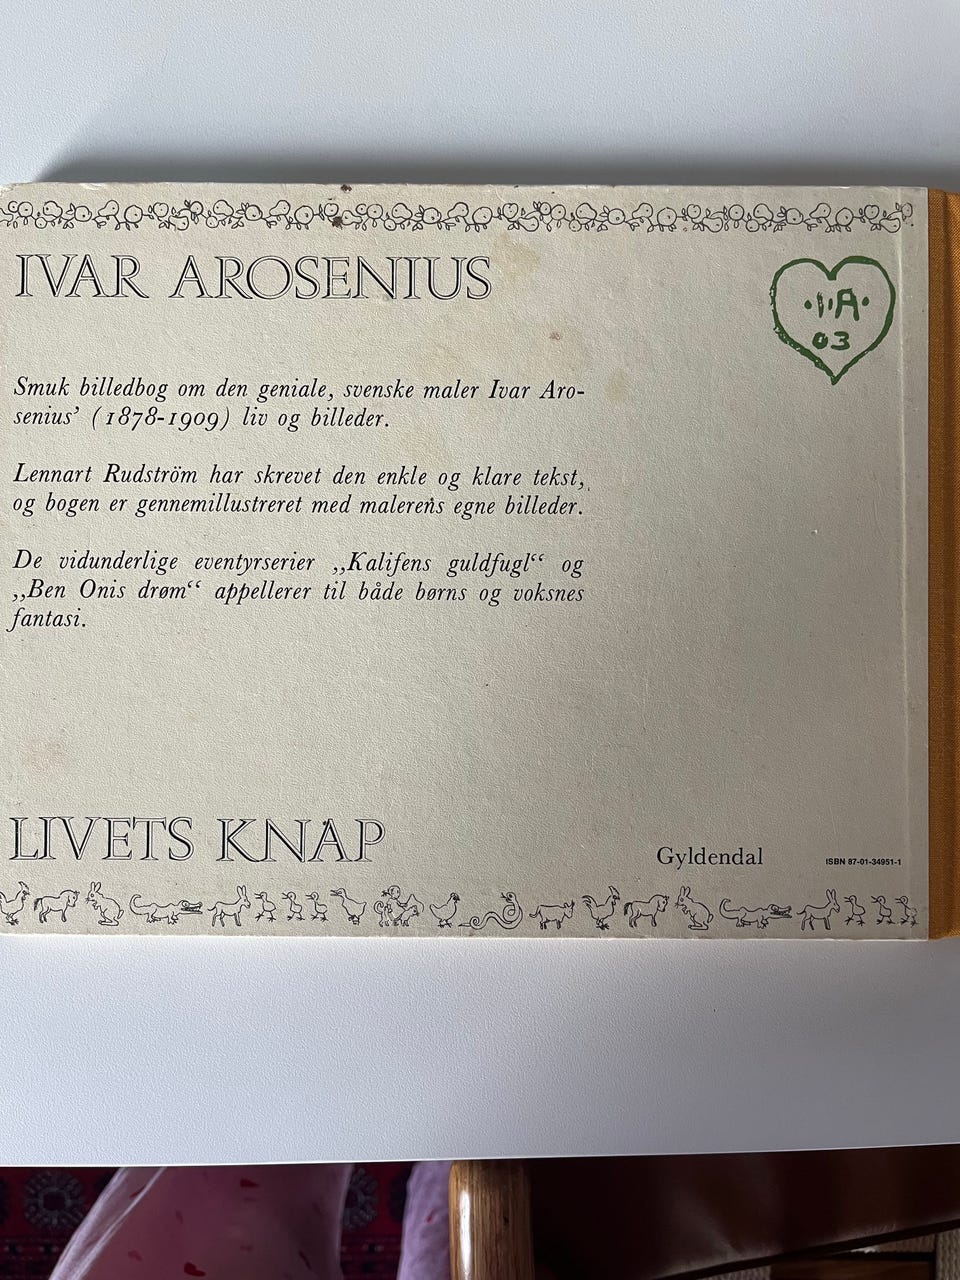 IVAR AROSENIUS
·IA·
03
Smuk billedbog om den geniale, svenske maler Ivar Aro-
senius’ (1878-1909) liv og billeder.
Lennart Rudström har skrevet den enkle og klare tekst,
og bogen er gennemillustreret med malerens egne billeder.
De vidunderlige eventyrserier „Kalifens guldfugl“ og
„Ben Onis drøm“ appellerer til både børns og voksnes
fantasi.
LIVETS KNAP
Gyldendal
ISBN 87-01-34951-1